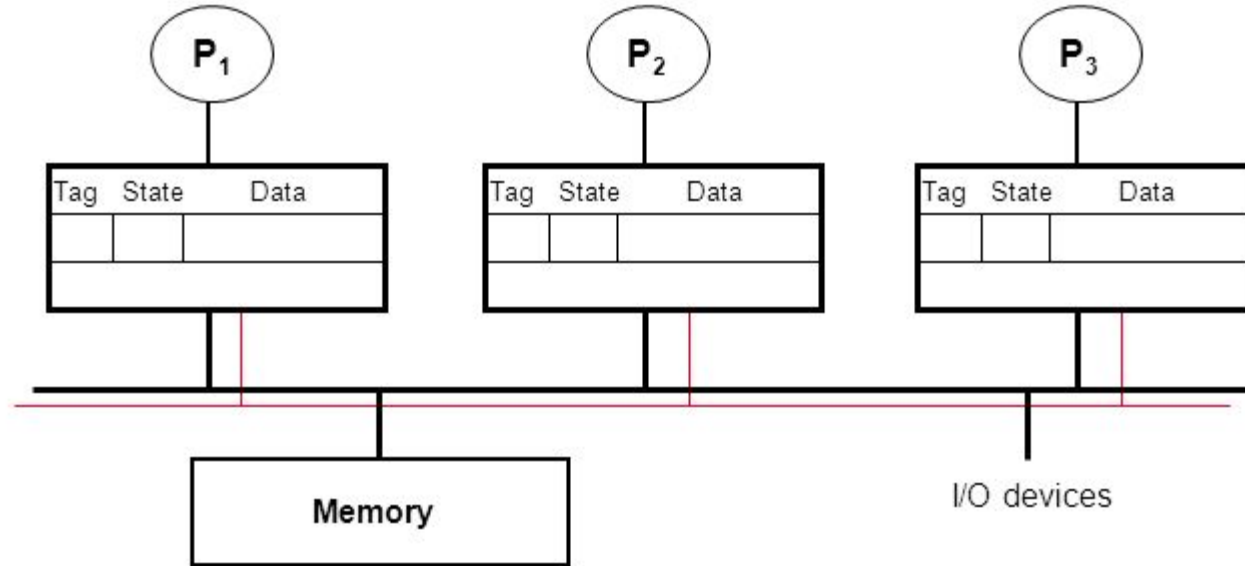 P1 P2 P3
Tag State Data Tag State Data Tag State Data
Memory
I/O devices